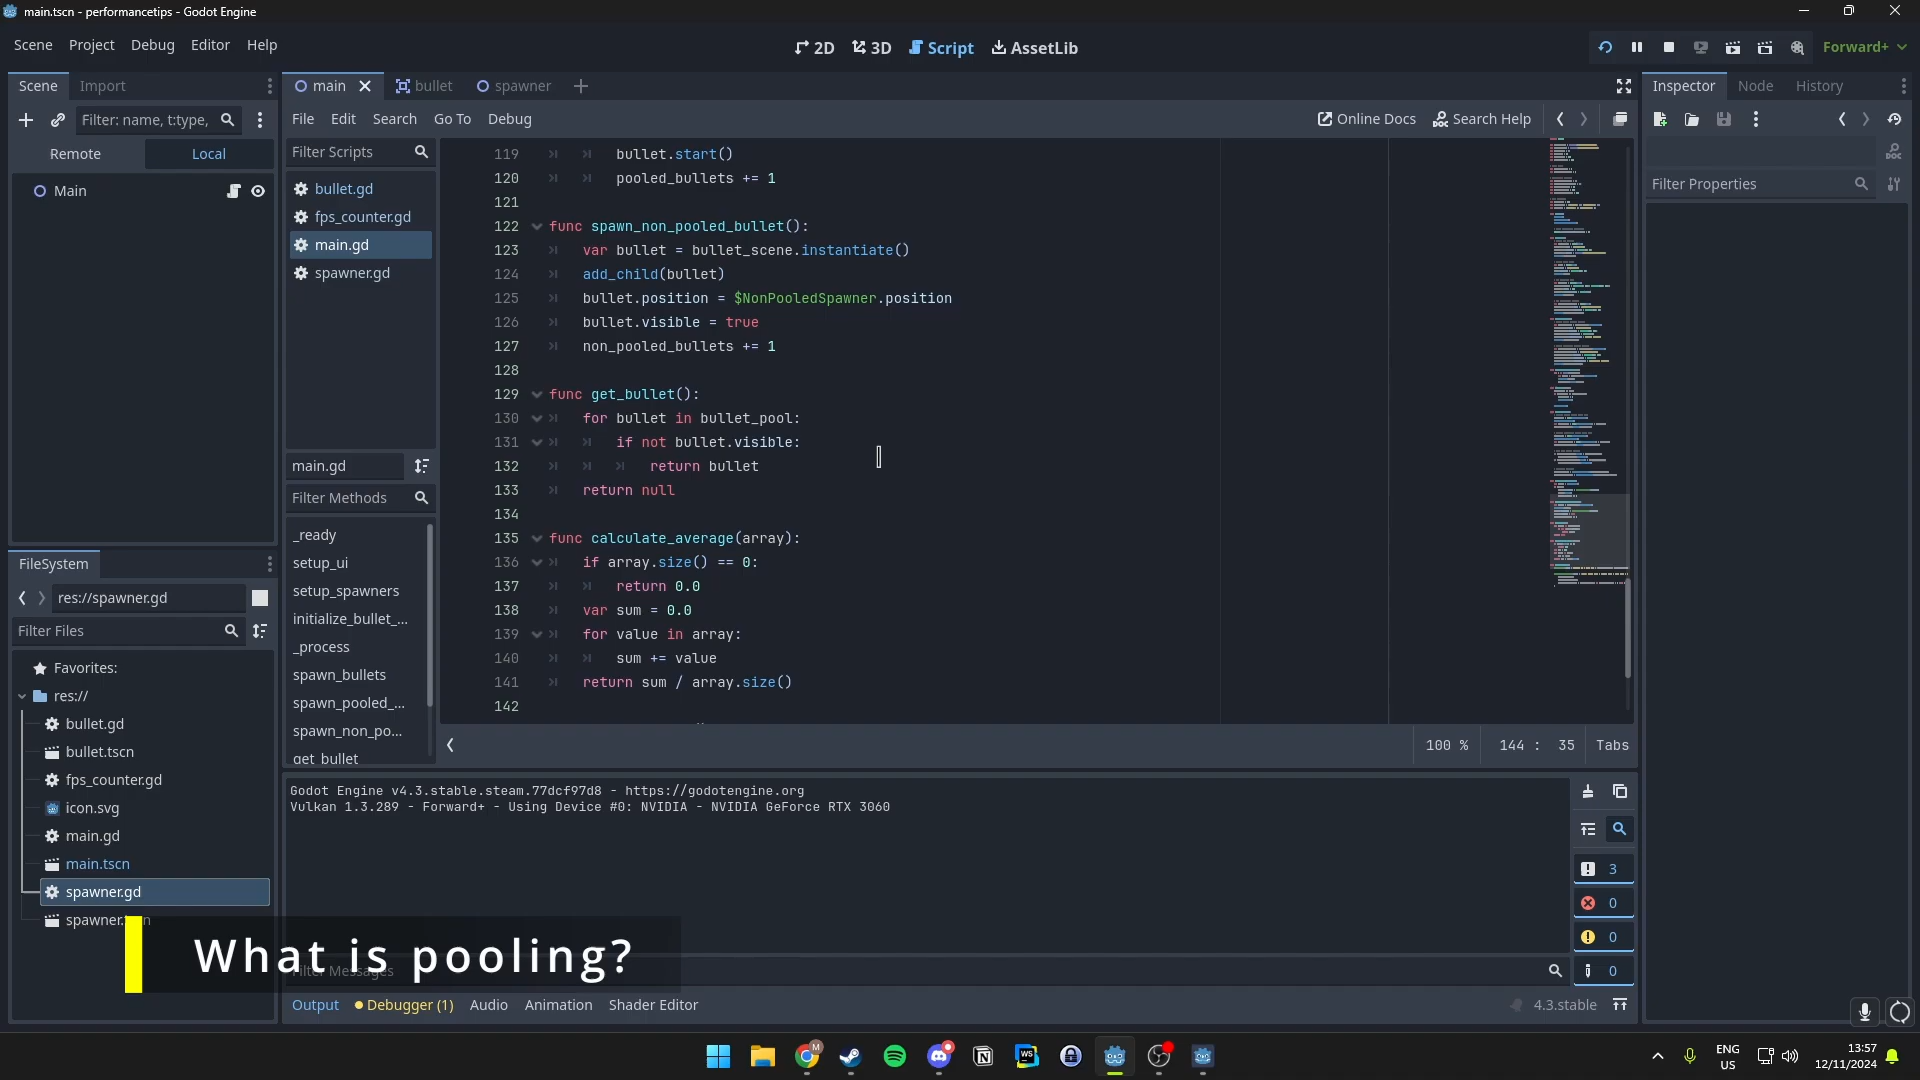 main.tscn - performancetips - Godot Engine
Scene Project Debug Editor Help
2D 3D Script AssetLib
Forward+
Scene Import
main bullet spawner
Inspector Node History
Filter: name, t:type,
File Edit Search Go To Debug
Online Docs Search Help
Remote Local
Filter Scripts
DOC
Filter Properties
Main
bullet.gd
fps_counter.gd
main.gd
spawner.gd
119 bullet.start()
120 pooled_bullets += 1
121
122 func spawn_non_pooled_bullet():
123 var bullet = bullet_scene.instantiate()
124 add_child(bullet)
125 bullet.position = $NonPooledSpawner.position
126 bullet.visible = true
127 non_pooled_bullets += 1
128
129 func get_bullet():
130 for bullet in bullet_pool:
131 if not bullet.visible:
132 return bullet
133 return null
134
135 func calculate_average(array):
136 if array.size() == 0:
137 return 0.0
138 var sum = 0.0
139 for value in array:
140 sum += value
141 return sum / array.size()
142
main.gd
Filter Methods
_ready
setup_ui
setup_spawners
initialize_bullet_...
_process
spawn_bullets
spawn_pooled_...
spawn_non_po...
get_bullet
100 % 144 : 35 Tabs
FileSystem
res://spawner.gd
Filter Files
Favorites:
res://
bullet.gd
bullet.tscn
fps_counter.gd
icon.svg
main.gd
main.tscn
spawner.gd
Godot Engine v4.3.stable.steam.77dcf97d8 - https://godotengine.org
Vulkan 1.3.289 - Forward+ - Using Device #0: NVIDIA - NVIDIA GeForce RTX 3060
3
0
0
0
What is pooling?
Filter Messages
Output Debugger (1) Audio Animation Shader Editor
4.3.stable
M
WS
ENG
US
13:57
12/11/2024